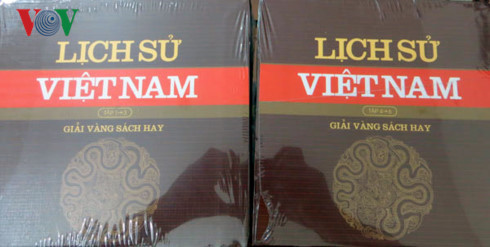 VOV
LỊCH SỬ
VIỆT NAM
GIẢI VÀNG SÁCH HAY
LỊCH SỬ
VIỆT NAM
GIẢI VÀNG SÁCH HAY